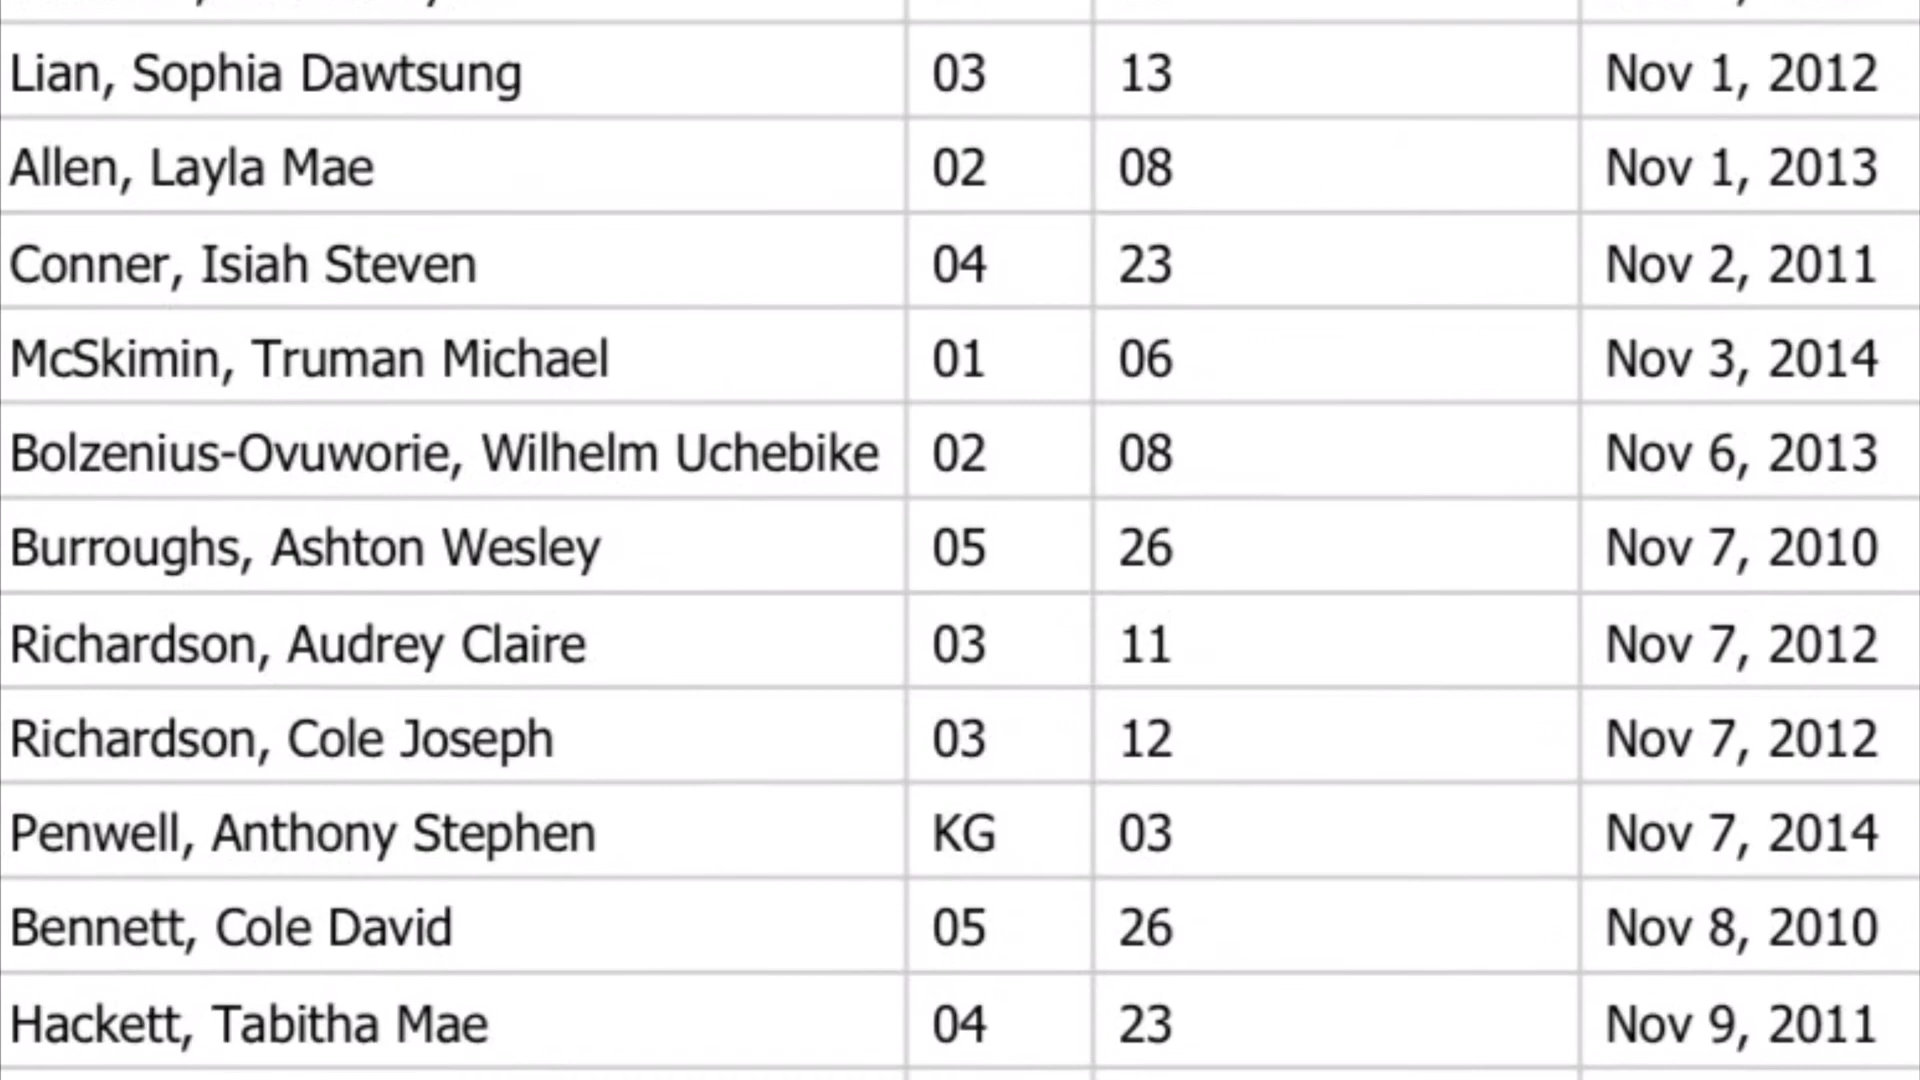 Lian, Sophia Dawtsung 03 13 Nov 1, 2012
Allen, Layla Mae 02 08 Nov 1, 2013
Conner, Isiah Steven 04 23 Nov 2, 2011
McSkimin, Truman Michael 01 06 Nov 3, 2014
Bolzenius-Ovuworie, Wilhelm Uchebike 02 08 Nov 6, 2013
Burroughs, Ashton Wesley 05 26 Nov 7, 2010
Richardson, Audrey Claire 03 11 Nov 7, 2012
Richardson, Cole Joseph 03 12 Nov 7, 2012
Penwell, Anthony Stephen KG 03 Nov 7, 2014
Bennett, Cole David 05 26 Nov 8, 2010
Hackett, Tabitha Mae 04 23 Nov 9, 2011